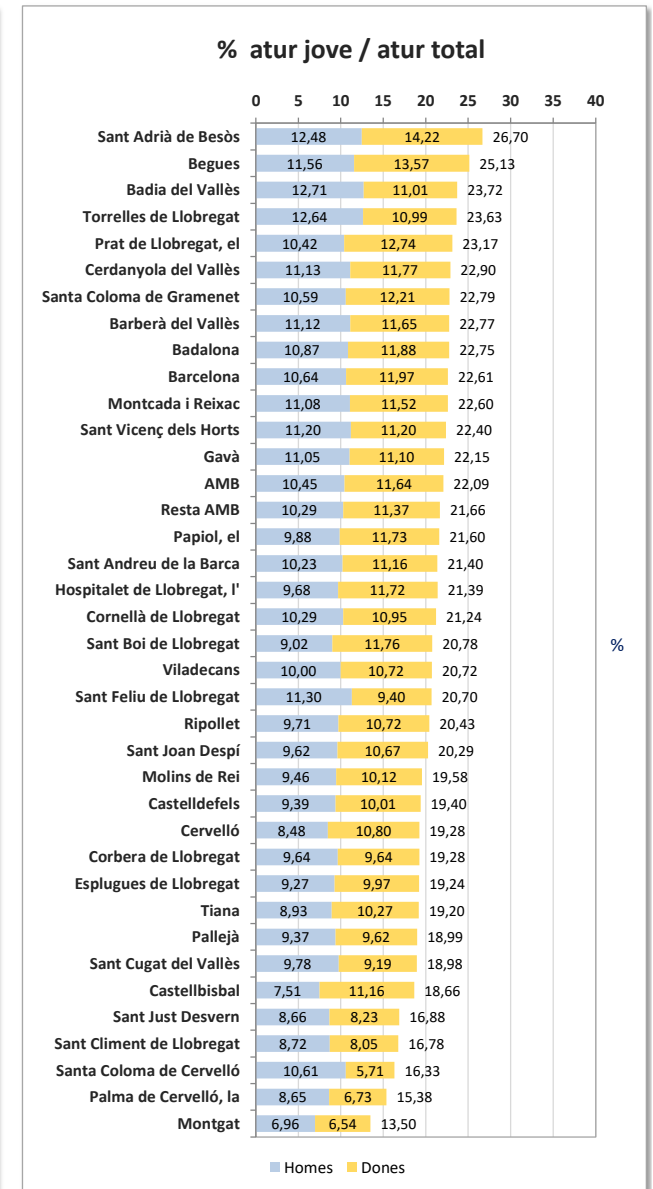 % atur jove / atur total
0 5 10 15 20 25 30 35 40
Sant Adrià de Besòs 12,48 14,22 26,70
Begues 11,56 13,57 25,13
Badia del Vallès 12,71 11,01 23,72
Torrelles de Llobregat 12,64 10,99 23,63
Prat de Llobregat, el 10,42 12,74 23,17
Cerdanyola del Vallès 11,13 11,77 22,90
Santa Coloma de Gramenet 10,59 12,21 22,79
Barberà del Vallès 11,12 11,65 22,77
Badalona 10,87 11,88 22,75
Barcelona 10,64 11,97 22,61
Montcada i Reixac 11,08 11,52 22,60
Sant Vicenç dels Horts 11,20 11,20 22,40
Gavà 11,05 11,10 22,15
AMB 10,45 11,64 22,09
Resta AMB 10,29 11,37 21,66
Papiol, el 9,88 11,73 21,60
Sant Andreu de la Barca 10,23 11,16 21,40
Hospitalet de Llobregat, l' 9,68 11,72 21,39
Cornellà de Llobregat 10,29 10,95 21,24
Sant Boi de Llobregat 9,02 11,76 20,78 %
Viladecans 10,00 10,72 20,72
Sant Feliu de Llobregat 11,30 9,40 20,70
Ripollet 9,71 10,72 20,43
Sant Joan Despí 9,62 10,67 20,29
Molins de Rei 9,46 10,12 19,58
Castelldefels 9,39 10,01 19,40
Cervelló 8,48 10,80 19,28
Corbera de Llobregat 9,64 9,64 19,28
Esplugues de Llobregat 9,27 9,97 19,24
Tiana 8,93 10,27 19,20
Pallejà 9,37 9,62 18,99
Sant Cugat del Vallès 9,78 9,19 18,98
Castellbisbal 7,51 11,16 18,66
Sant Just Desvern 8,66 8,23 16,88
Sant Climent de Llobregat 8,72 8,05 16,78
Santa Coloma de Cervelló 10,61 5,71 16,33
Palma de Cervelló, la 8,65 6,73 15,38
Montgat 6,96 6,54 13,50
Homes Dones